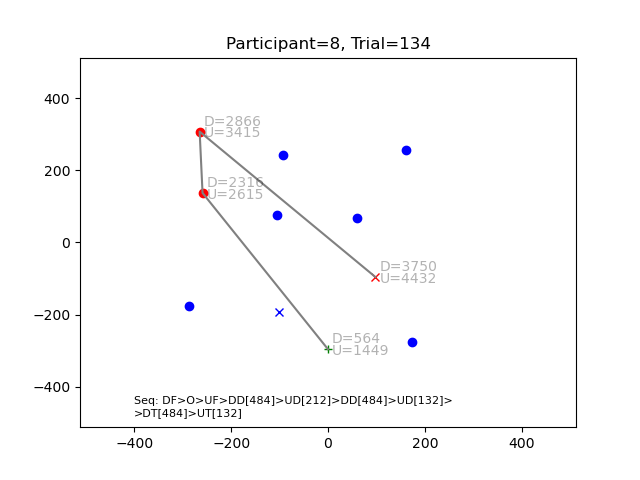 Participant=8, Trial=134
400
200
0
−200
−400
D=2866
U=3415
D=2316
U=2615
D=3750
U=4432
D=564
U=1449
Seq: DF>O>UF>DD[484]>UD[212]>DD[484]>UD[132]>
>DT[484]>UT[132]
−400 −200 0 200 400